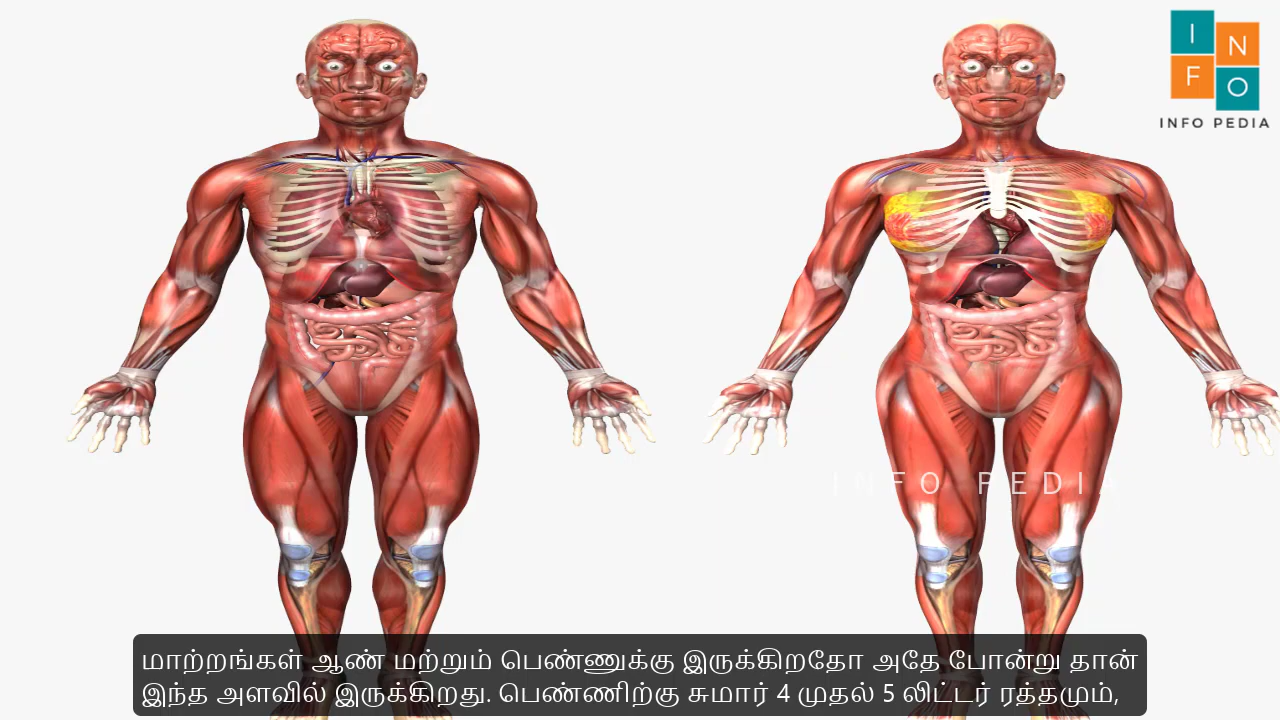 I N
F O
INFO PEDIA
INFO PEDIA
மாற்றங்கள் ஆண் மற்றும் பெண்ணுக்கு இருக்கிறதோ அதே போன்று தான்
இந்த அளவில் இருக்கிறது. பெண்ணிற்கு சுமார் 4 முதல் 5 லிட்டர் ரத்தமும்,